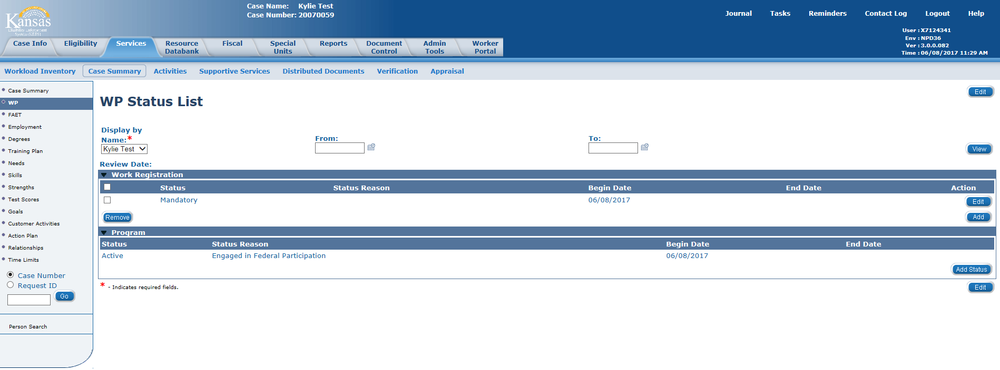 Kansas
Eligibility Enforcement
System (KEES)
Case Name: Kylie Test
Case Number: 20070059
Journal Tasks Reminders Contact Log Logout Help
User : X7124341
Env : NPD36
Ver : 3.0.0.082
Time : 06/08/2017 11:29 AM
Case Info Eligibility Services Resource Databank Fiscal Special Units Reports Document Control Admin Tools Worker Portal
Workload Inventory Case Summary Activities Supportive Services Distributed Documents Verification Appraisal
Case Summary
WP
FAET
Employment
Degrees
Training Plan
Needs
Skills
Strengths
Test Scores
Goals
Customer Activities
Action Plan
Relationships
Time Limits
Case Number
Request ID
Go
Person Search
WP Status List
Edit
Display by
Name:*
Kylie Test
From:
To:
View
Review Date:
Work Registration
Status Status Reason Begin Date End Date Action
Mandatory 06/08/2017 Edit
Remove Add
Program
Status Status Reason Begin Date End Date
Active Engaged in Federal Participation 06/08/2017
Add Status
* - Indicates required fields.
Edit